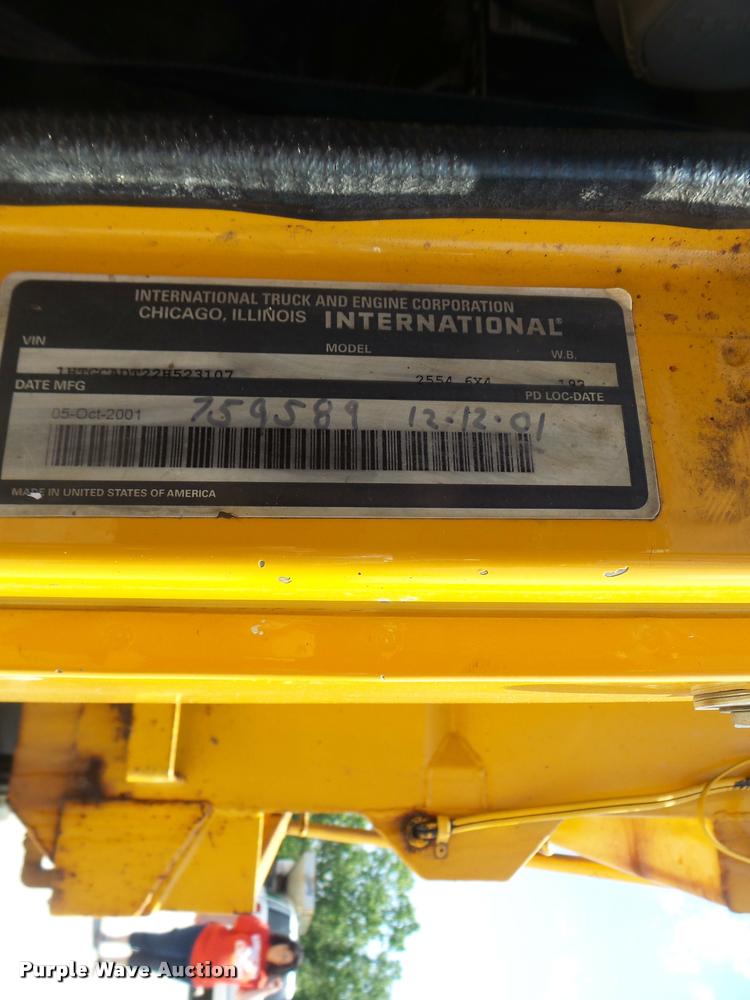 INTERNATIONAL TRUCK AND ENGINE CORPORATION
CHICAGO, ILLINOIS INTERNATIONAL
VIN MODEL W.B.
2554 6X4
DATE MFG PD LOC-DATE
05-Oct-2001 759589 12.12.01
MADE IN UNITED STATES OF AMERICA
Purple Wave Auction